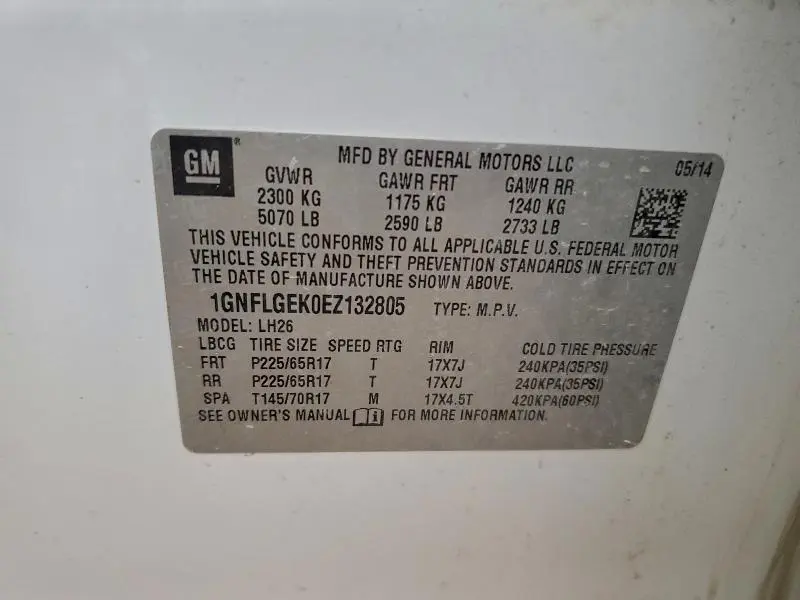 GM®
MFD BY GENERAL MOTORS LLC 05/14
GVWR GAWR FRT GAWR RR
2300 KG 1175 KG 1240 KG
5070 LB 2590 LB 2733 LB
THIS VEHICLE CONFORMS TO ALL APPLICABLE U.S. FEDERAL MOTOR
VEHICLE SAFETY AND THEFT PREVENTION STANDARDS IN EFFECT ON
THE DATE OF MANUFACTURE SHOWN ABOVE.
1GNFLGEK0EZ132805 TYPE: M.P.V.
MODEL: LH26
LBCG TIRE SIZE SPEED RTG RIM COLD TIRE PRESSURE
FRT P225/65R17 T 17X7J 240KPA(35PSI)
RR P225/65R17 T 17X7J 240KPA(35PSI)
SPA T145/70R17 M 17X4.5T 420KPA(60PSI)
SEE OWNER'S MANUAL i FOR MORE INFORMATION.